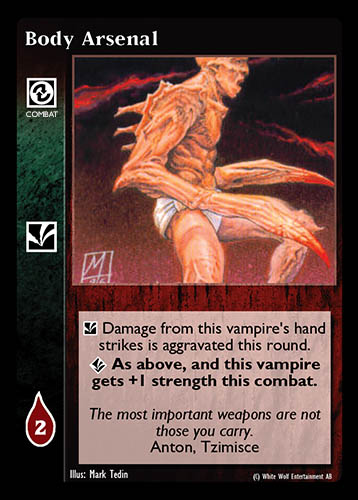 Body Arsenal
COMBAT
Damage from this vampire's hand
strikes is aggravated this round.
As above, and this vampire
gets +1 strength this combat.
The most important weapons are not
those you carry.
Anton, Tzimisce
2
Illus: Mark Tedin
(C) White Wolf Entertainment AB